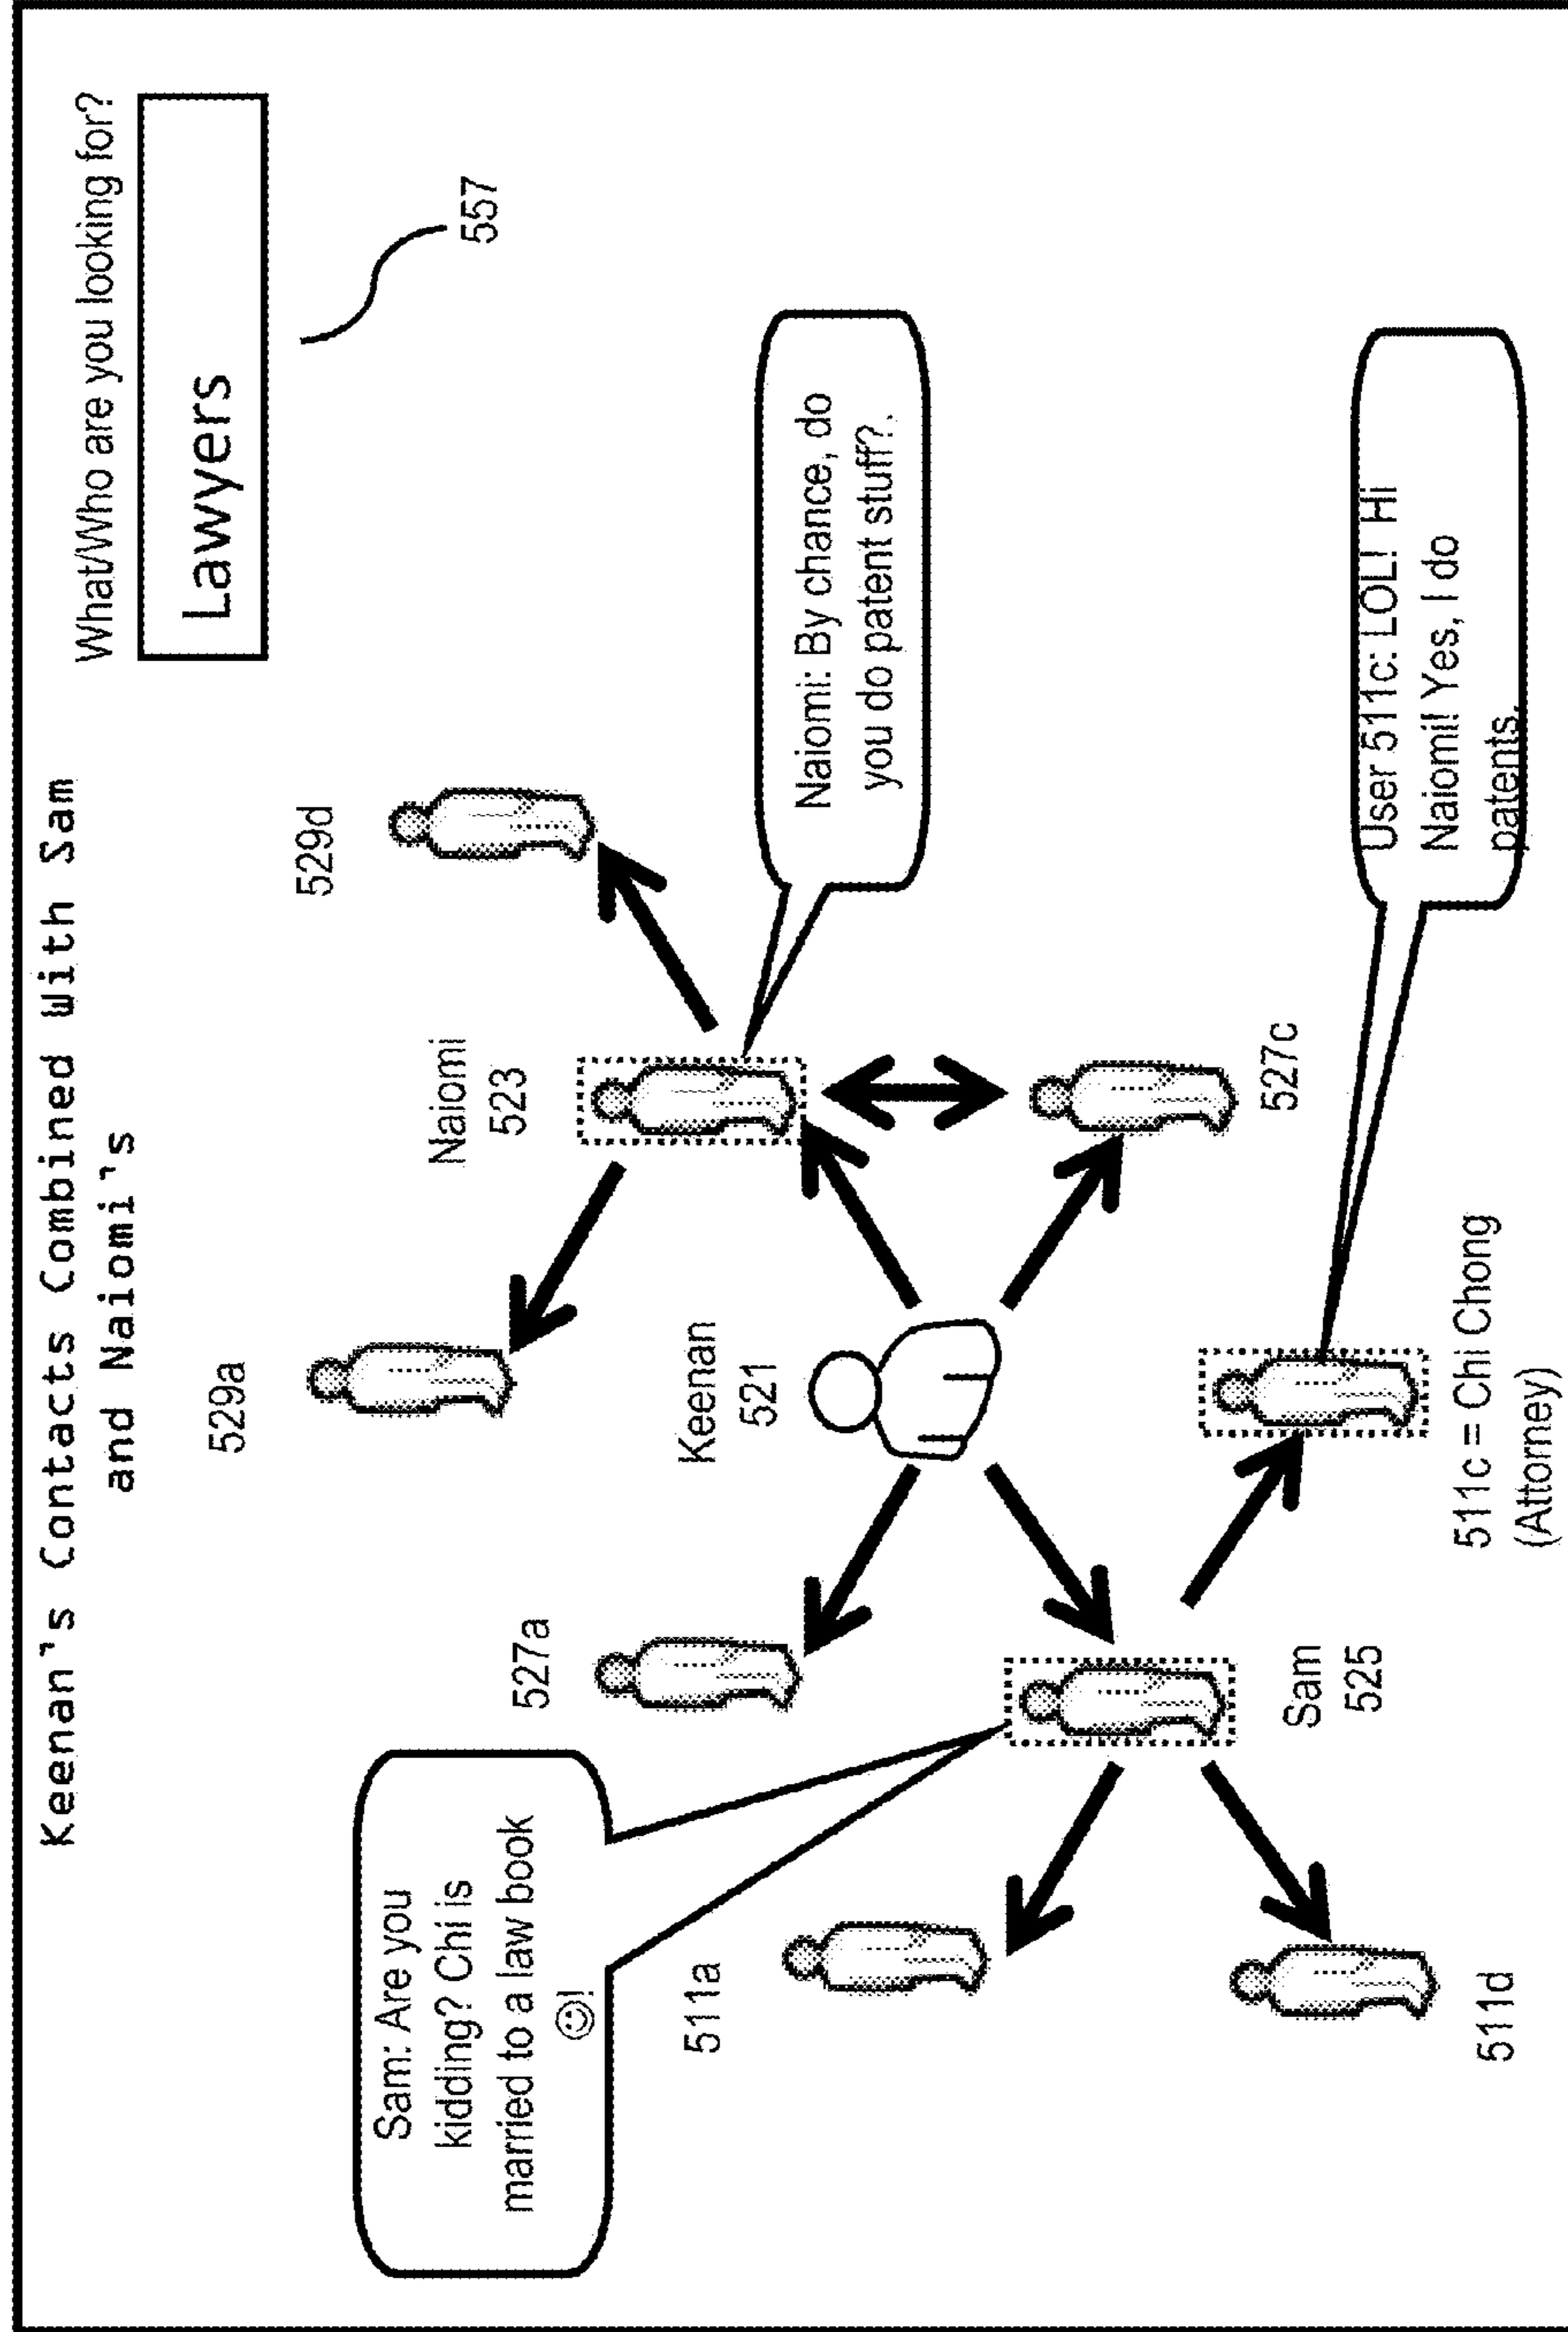 Keenan's Contacts Combined With Sam
and Naiomi's
What/Who are you looking for?
Lawyers
557
529a
529d
Sam: Are you
kidding? Chi is
married to a law book
☺!
527a
Naiomi
523
Keenan
521
Naiomi: By chance, do
you do patent stuff?.
511a
Sam
525
527c
User 511c: LOL! Hi
Naiomi! Yes, I do
patents.
511d
511c = Chi Chong
(Attorney)